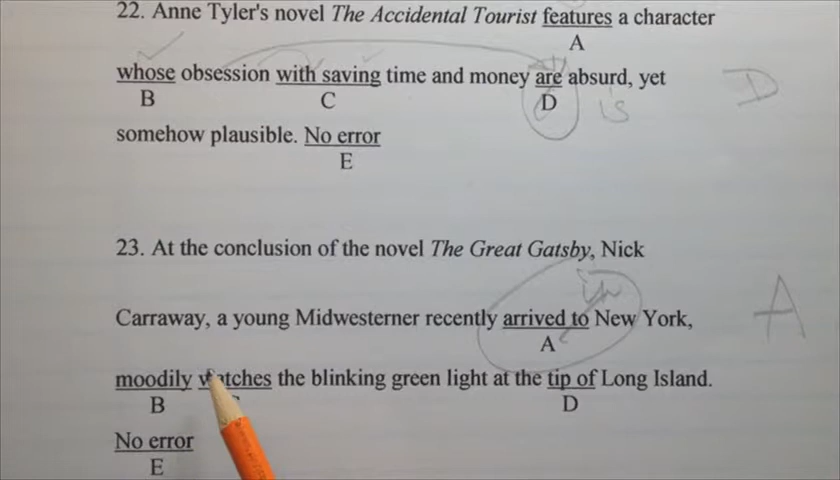 22. Anne Tyler's novel The Accidental Tourist features a character
A
whose obsession with saving time and money are absurd, yet
B C D is D
somehow plausible. No error
E
23. At the conclusion of the novel The Great Gatsby, Nick
in
Carraway, a young Midwesterner recently arrived to New York,
A A
moodily watches the blinking green light at the tip of Long Island.
B D
No error
E